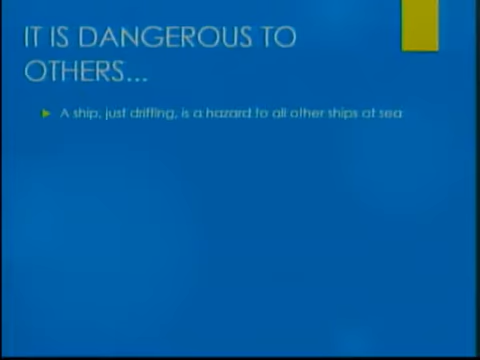 IT IS DANGEROUS TO
OTHERS...
A ship, just drifting, is a hazard to all other ships at sea